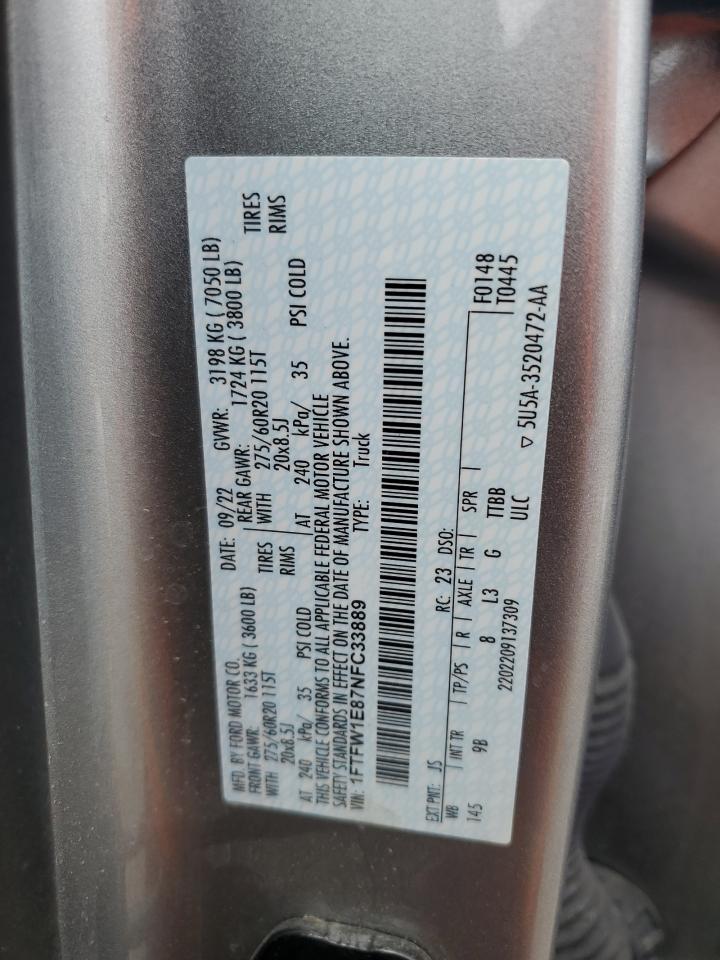 MFD. BY FORD MOTOR CO. DATE: 09/22 GVWR: 3198 KG ( 7050 LB)
FRONT GAWR: 1633 KG ( 3600 LB) REAR GAWR: 1724 KG ( 3800 LB)
WITH 275/60R20 115T TIRES WITH 275/60R20 115T TIRES
20x8.5J RIMS 20x8.5J RIMS
AT 240 kPa/ 35 PSI COLD AT 240 kPa/ 35 PSI COLD
THIS VEHICLE CONFORMS TO ALL APPLICABLE FEDERAL MOTOR VEHICLE
SAFETY STANDARDS IN EFFECT ON THE DATE OF MANUFACTURE SHOWN ABOVE.
VIN: 1FTFW1E87NFC33889 TYPE: Truck
EXT PNT: JS RC: 23 DSO: F0148
WB INT TR TP/PS R AXLE TR SPR T0445
145 9B 8 L3 G TTBB
2202209137309 ULC ▽ 5U5A-3520472-AA